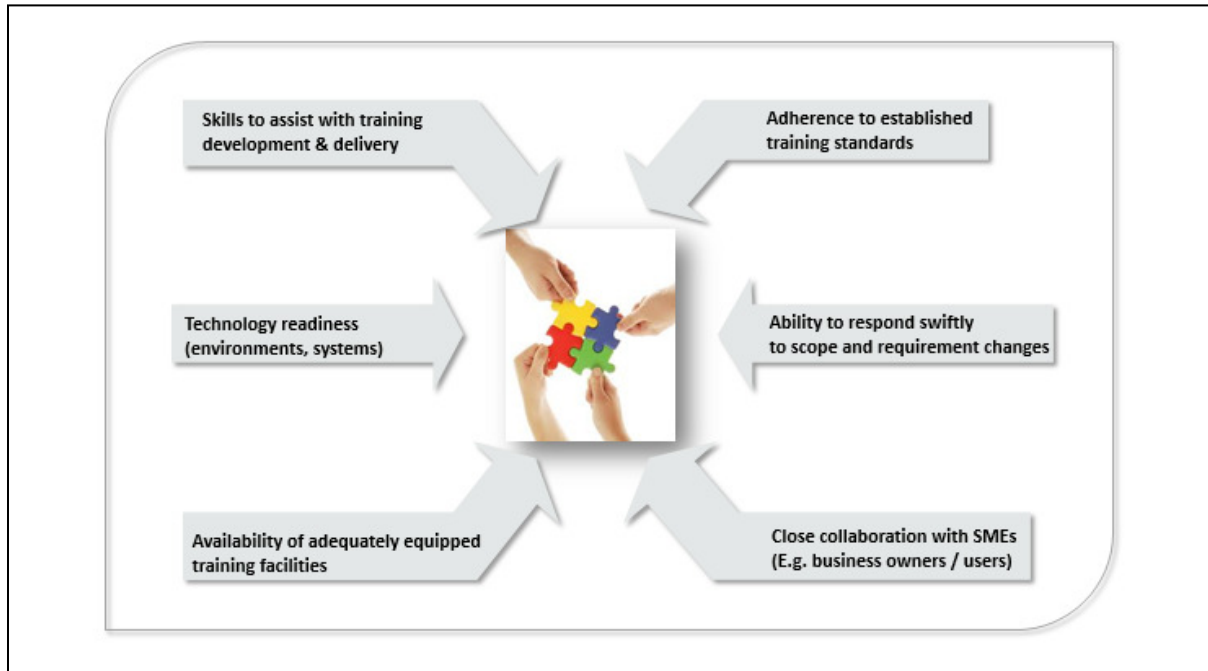 Skills to assist with training
development & delivery
Adherence to established
training standards
Technology readiness
(environments, systems)
Ability to respond swiftly
to scope and requirement changes
Availability of adequately equipped
training facilities
Close collaboration with SMEs
(E.g. business owners / users)